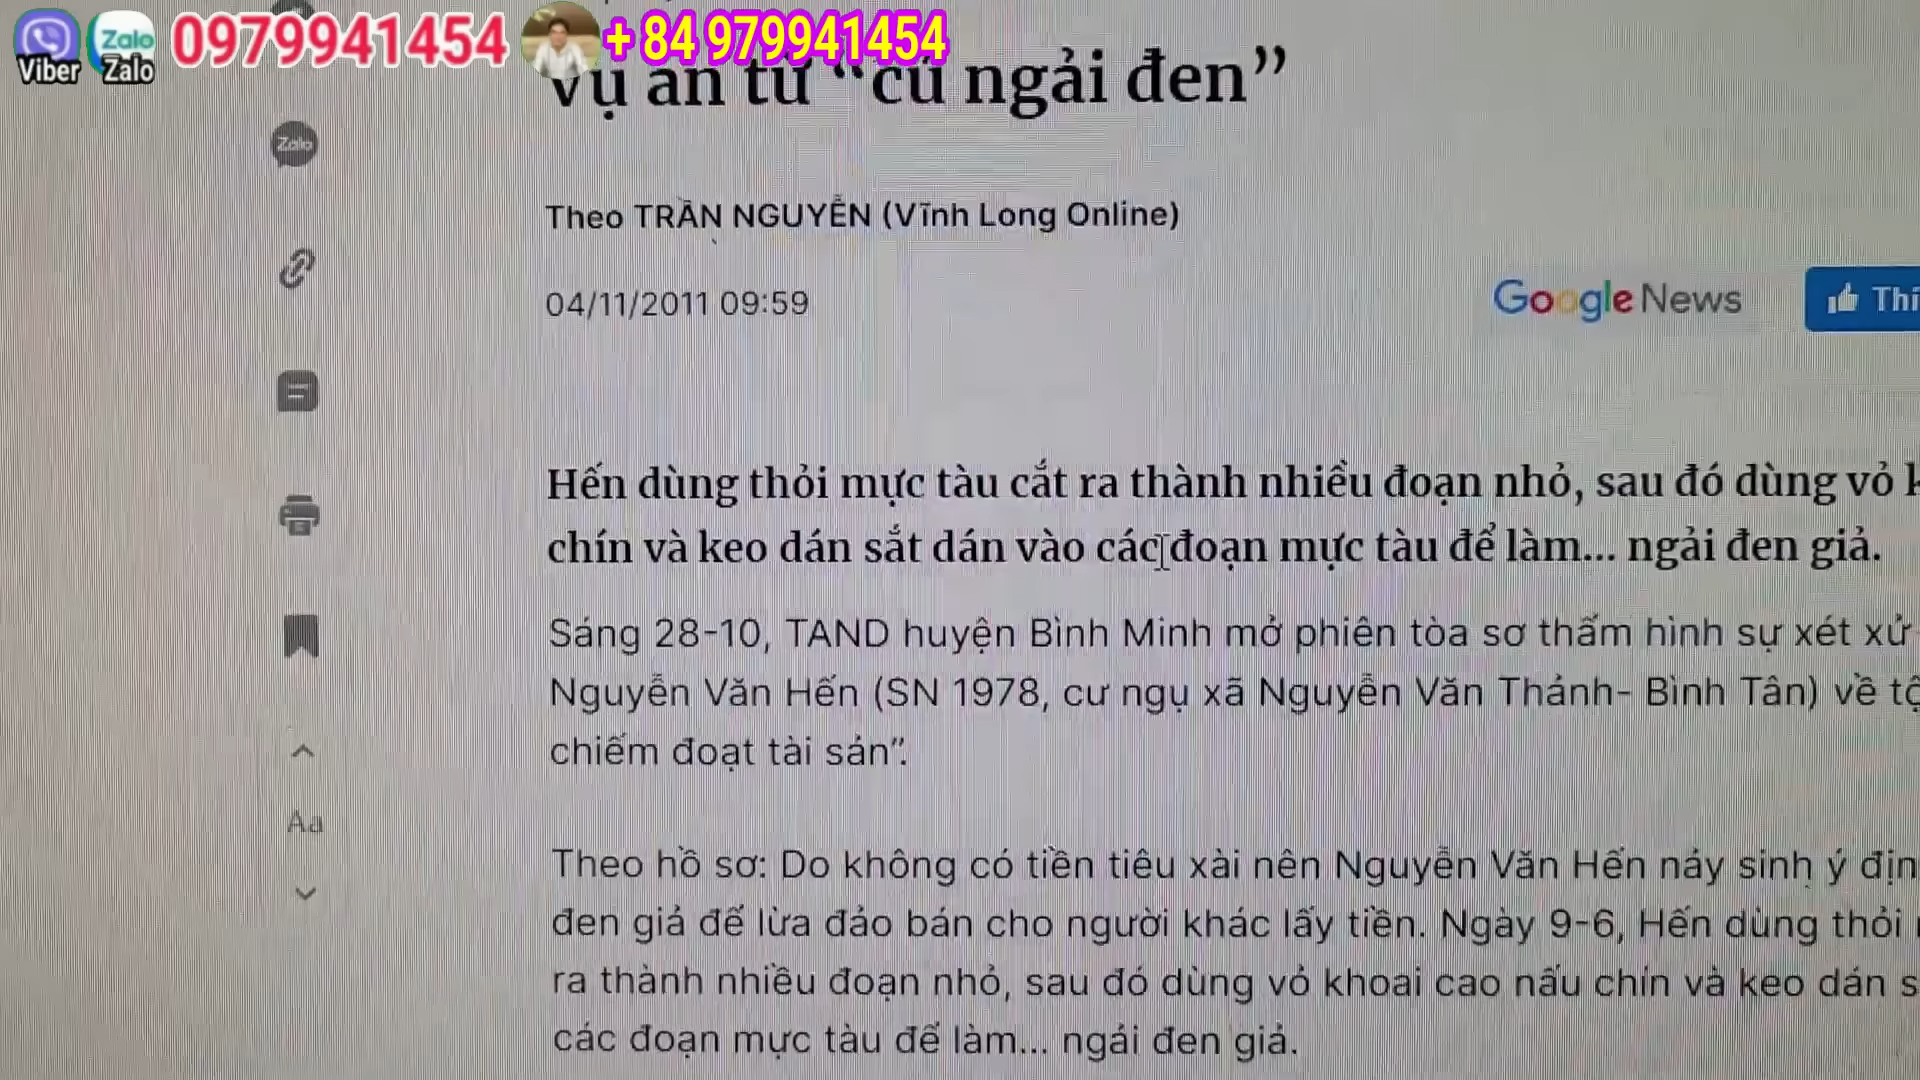 Viber
Zalo
Zalo
0979941454
+ 84 979941454
Vụ án từ “củ ngải đen”
Zalo
Theo TRẦN NGUYỄN (Vĩnh Long Online)
04/11/2011 09:59
Google News
Thí
Hến dùng thỏi mực tàu cắt ra thành nhiều đoạn nhỏ, sau đó dùng vỏ
chín và keo dán sắt dán vào các đoạn mực tàu để làm... ngải đen giả.
Sáng 28-10, TAND huyện Bình Minh mở phiên tòa sơ thẩm hình sự xét xử
Nguyễn Văn Hến (SN 1978, cư ngụ xã Nguyễn Văn Thảnh- Bình Tân) về
chiếm đoạt tài sản”.
Aa
Theo hồ sơ: Do không có tiền tiêu xài nên Nguyễn Văn Hến nảy sinh ý
đen giả để lừa đảo bán cho người khác lấy tiền. Ngày 9-6, Hến dùng thỏi
ra thành nhiều đoạn nhỏ, sau đó dùng vỏ khoai cao nấu chín và keo dán
các đoạn mực tàu để làm... ngải đen giả.